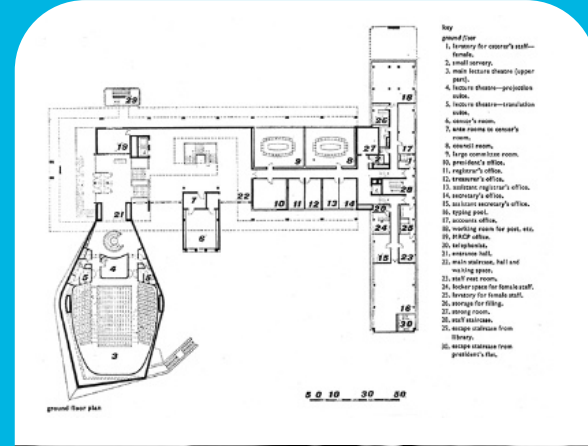 key
ground floor
1, lavatory for caterer's staff—
female.
2, small servery.
3, main lecture theatre (upper
part).
4, lecture theatre—projection
suite.
5, lecture theatre—translation
suite.
6, censor's room.
7, ante rooms to censor's
room.
8, council room.
9, large committee room.
10, president's office.
11, registrar's office.
12, treasurer's office.
13, assistant registrar's office.
14, secretary's office.
15, assistant secretary's office.
16, typing pool.
17, accounts office.
18, working room for post, etc.
19, MRCP office.
20, telephonist.
21, entrance hall.
22, main staircase, hall and
waiting space.
23, staff rest room.
24, locker space for female staff.
25, lavatory for female staff.
26, storage for filing.
27, strong room.
28, staff staircase.
29, escape staircase from
library.
30, escape staircase from
president's flat.
29
18
26
19
27
17
9
8
1
7
22
10
11
12
13
14
28
21
20
24
25
6
15
23
4
5
5
16
30
3
5 0 10 30 50
ground floor plan